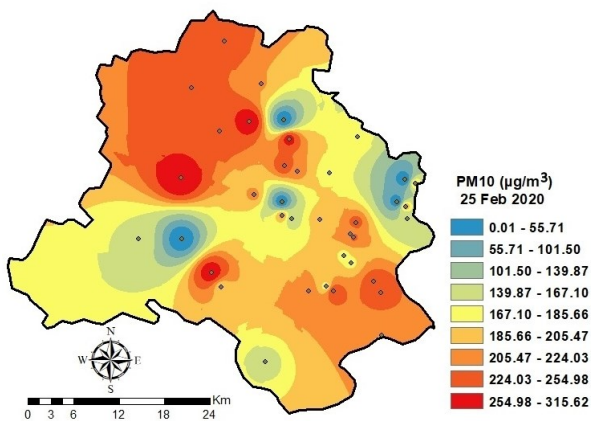 PM10 (µg/m³)
25 Feb 2020
0.01 - 55.71
55.71 - 101.50
101.50 - 139.87
139.87 - 167.10
167.10 - 185.66
185.66 - 205.47
205.47 - 224.03
224.03 - 254.98
254.98 - 315.62
N
W E
S
Km
0 3 6 12 18 24